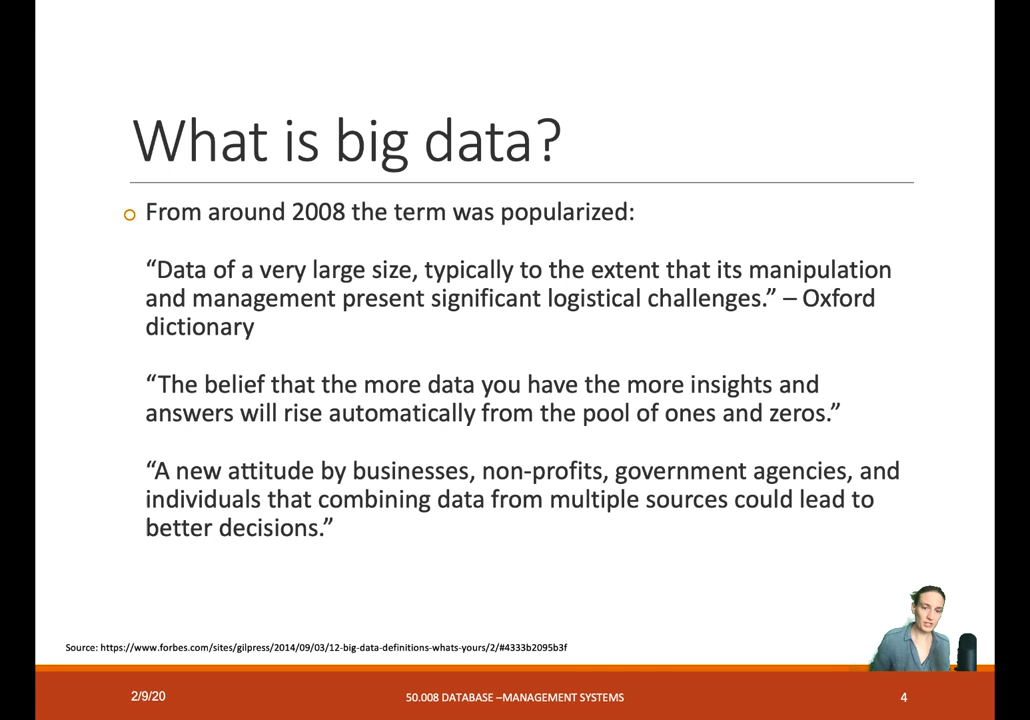 What is big data?
From around 2008 the term was popularized:
“Data of a very large size, typically to the extent that its manipulation
and management present significant logistical challenges.” – Oxford
dictionary
“The belief that the more data you have the more insights and
answers will rise automatically from the pool of ones and zeros.”
“A new attitude by businesses, non-profits, government agencies, and
individuals that combining data from multiple sources could lead to
better decisions.”
Source: https://www.forbes.com/sites/gilpress/2014/09/03/12-big-data-definitions-whats-yours/2/#4333b2095b3f
2/9/20
50.008 DATABASE –MANAGEMENT SYSTEMS
4